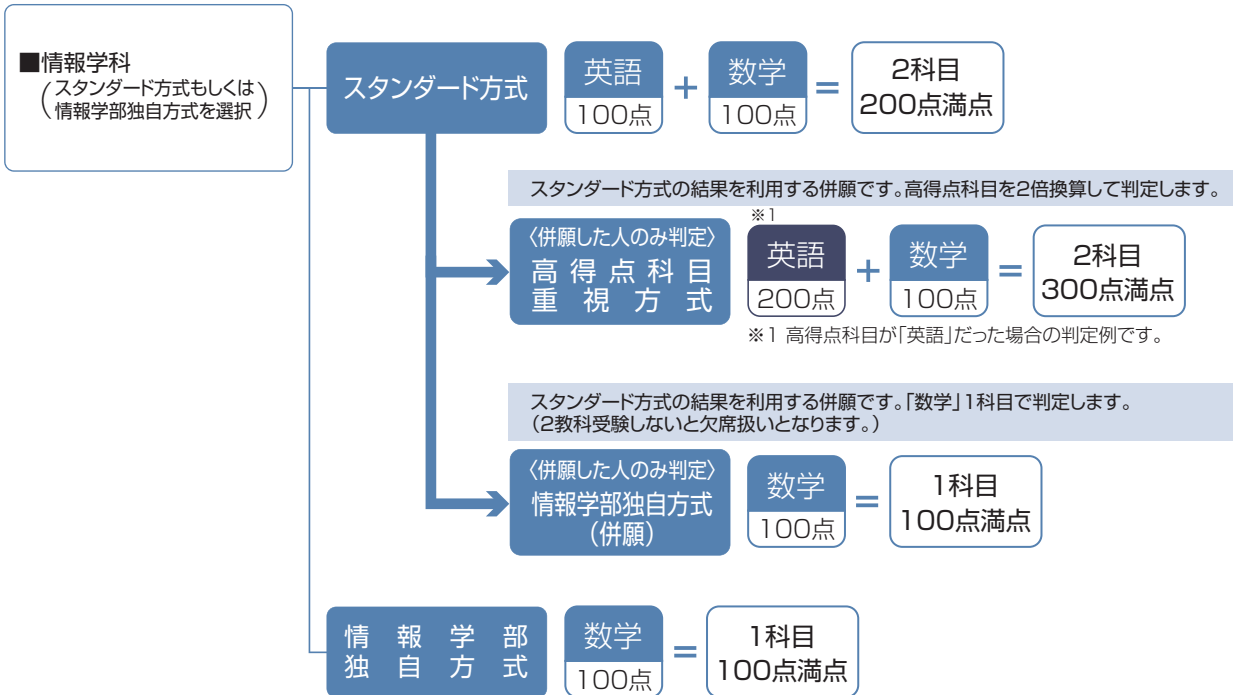 ■情報学科
(スタンダード方式もしくは
情報学部独自方式を選択)
スタンダード方式
英語
100点
+
数学
100点
=
2科目
200点満点
スタンダード方式の結果を利用する併願です。高得点科目を2倍換算して判定します。
〈併願した人のみ判定〉
高得点科目
重視方式
※1
英語
200点
+
数学
100点
=
2科目
300点満点
※1 高得点科目が「英語」だった場合の判定例です。
スタンダード方式の結果を利用する併願です。「数学」1科目で判定します。
(2教科受験しないと欠席扱いとなります。)
〈併願した人のみ判定〉
情報学部独自方式
(併願)
数学
100点
=
1科目
100点満点
情報学部
独自方式
数学
100点
=
1科目
100点満点